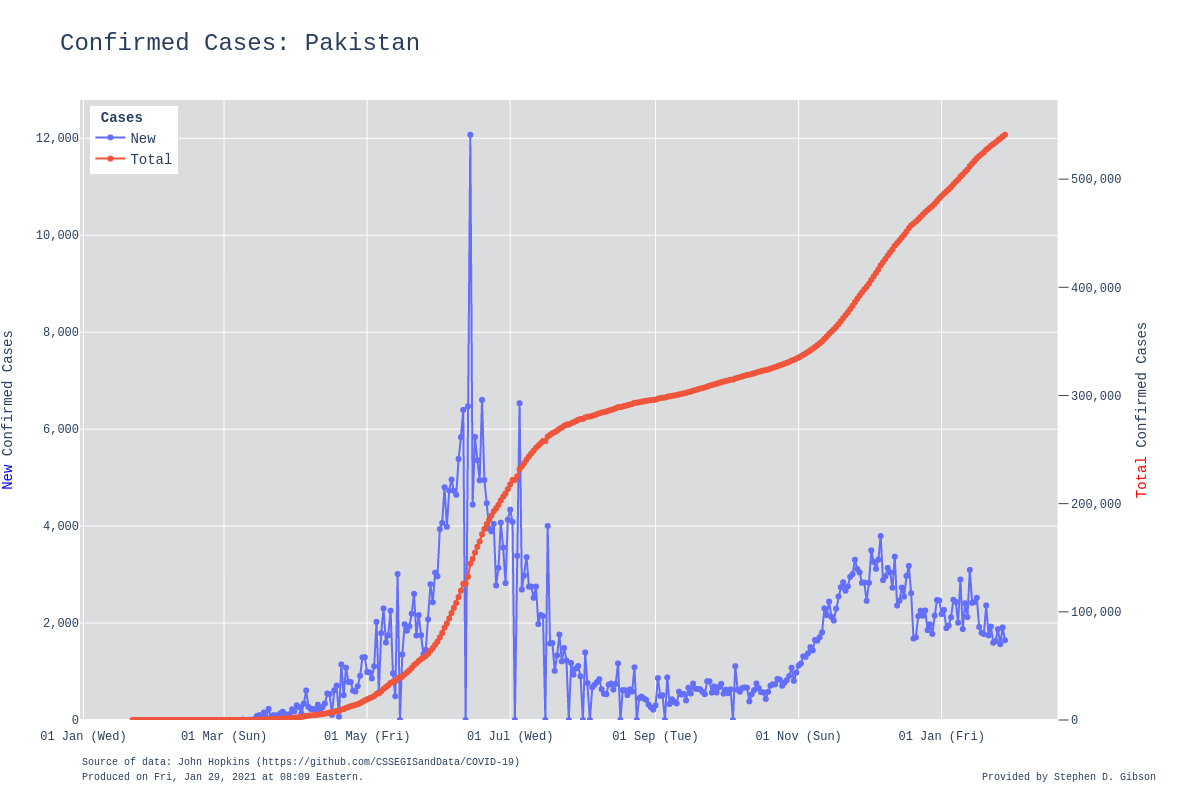 Confirmed Cases: Pakistan
Cases
New
Total
12,000
10,000
8,000
6,000
4,000
2,000
0
500,000
400,000
300,000
200,000
100,000
0
New Confirmed Cases
Total Confirmed Cases
01 Jan (Wed) 01 Mar (Sun) 01 May (Fri) 01 Jul (Wed) 01 Sep (Tue) 01 Nov (Sun) 01 Jan (Fri)
Source of data: John Hopkins (https://github.com/CSSEGISandData/COVID-19)
Produced on Fri, Jan 29, 2021 at 08:09 Eastern.
Provided by Stephen D. Gibson